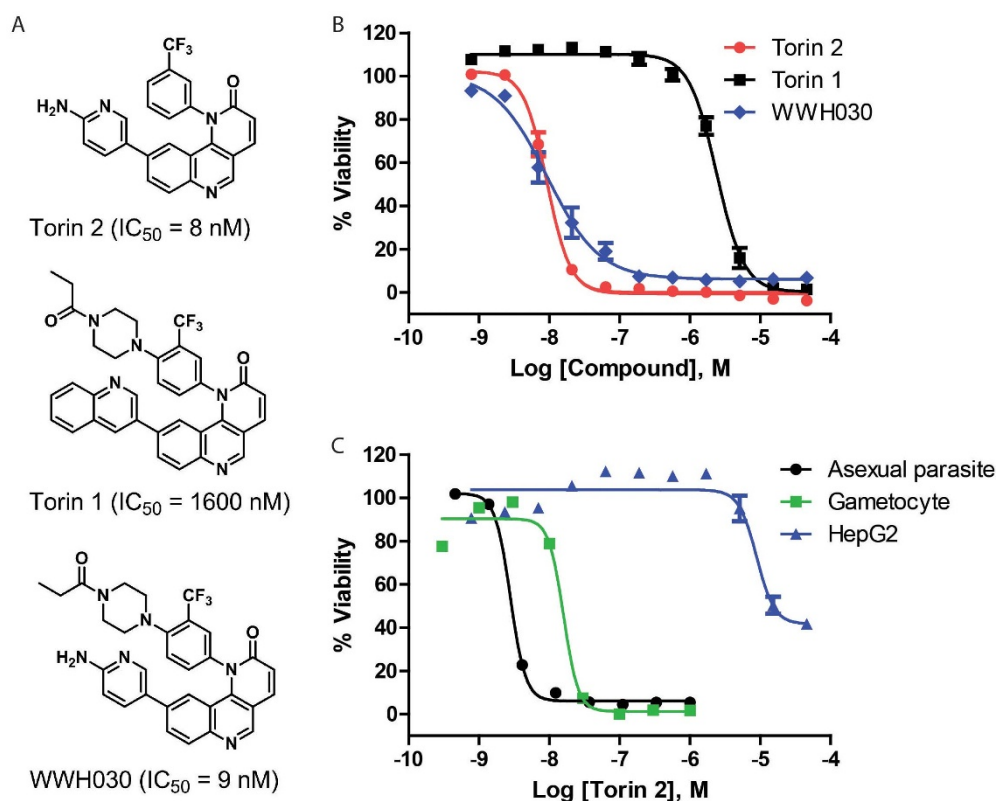 A
CF3
O
H2N
N
N
N
Torin 2 (IC50 = 8 nM)
O
N
N
CF3
O
N
N
N
Torin 1 (IC50 = 1600 nM)
O
N
N
CF3
O
H2N
N
N
N
WWH030 (IC50 = 9 nM)
B
120
100
80
60
40
20
0
% Viability
-10
-9
-8
-7
-6
-5
-4
Log [Compound], M
Torin 2
Torin 1
WWH030
C
120
100
80
60
40
20
0
% Viability
-10
-9
-8
-7
-6
-5
-4
Log [Torin 2], M
Asexual parasite
Gametocyte
HepG2